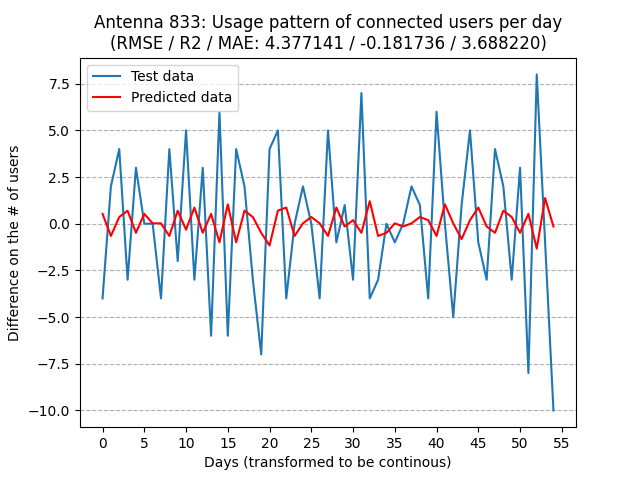 Antenna 833: Usage pattern of connected users per day
(RMSE / R2 / MAE: 4.377141 / -0.181736 / 3.688220)
Test data
Predicted data
7.5
5.0
2.5
0.0
−2.5
−5.0
−7.5
−10.0
Difference on the # of users
0 5 10 15 20 25 30 35 40 45 50 55
Days (transformed to be continous)